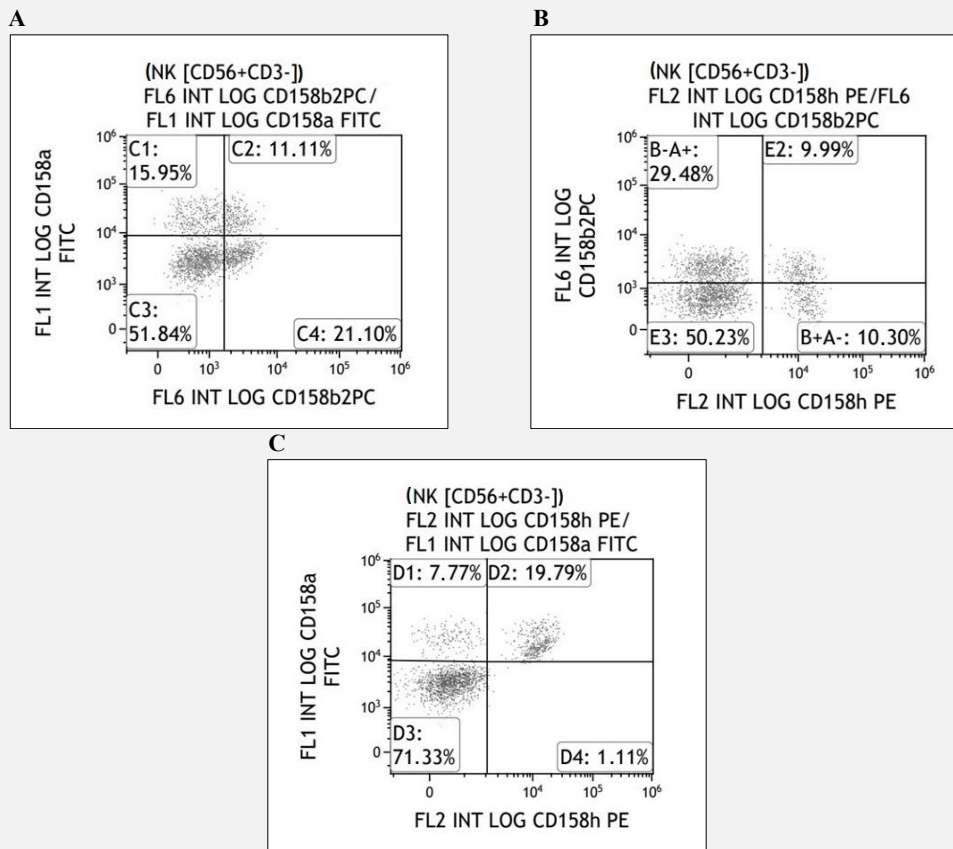 A
(NK [CD56+CD3-])
FL6 INT LOG CD158b2PC/
FL1 INT LOG CD158a FITC
FL1 INT LOG CD158a
FITC
10⁶
10⁵
10⁴
10³
0
C1:
15.95%
C2: 11.11%
C3:
51.84%
C4: 21.10%
0
10³
10⁴
10⁵
10⁶
FL6 INT LOG CD158b2PC
B
(NK [CD56+CD3-])
FL2 INT LOG CD158h PE/FL6
INT LOG CD158b2PC
FL6 INT LOG
CD158b2PC
10⁶
10⁵
10⁴
10³
0
B-A+:
29.48%
E2: 9.99%
E3: 50.23%
B+A-: 10.30%
0
10⁴
10⁵
10⁶
FL2 INT LOG CD158h PE
C
(NK [CD56+CD3-])
FL2 INT LOG CD158h PE/
FL1 INT LOG CD158a FITC
FL1 INT LOG CD158a
FITC
10⁶
10⁵
10⁴
10³
0
D1: 7.77%
D2: 19.79%
D3:
71.33%
D4: 1.11%
0
10⁴
10⁵
10⁶
FL2 INT LOG CD158h PE